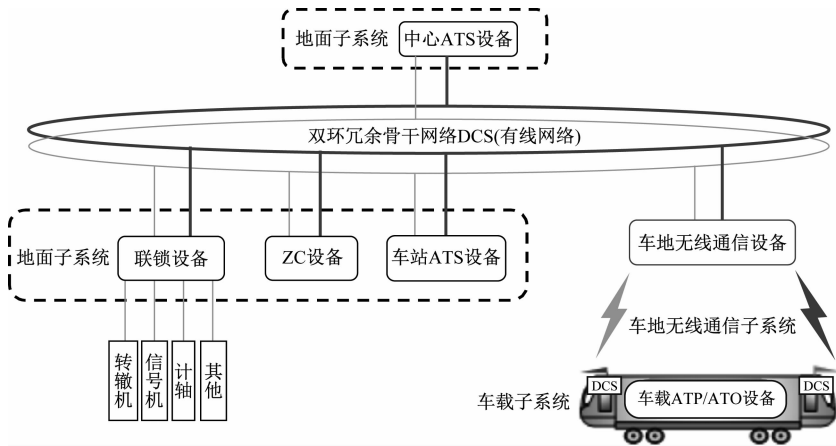 地面子系统
中心ATS设备
双环冗余骨干网络DCS(有线网络)
地面子系统
联锁设备
ZC设备
车站ATS设备
车地无线通信设备
车地无线通信子系统
转辙机
信号机
计轴
其他
车载子系统
DCS
车载ATP/ATO设备
DCS